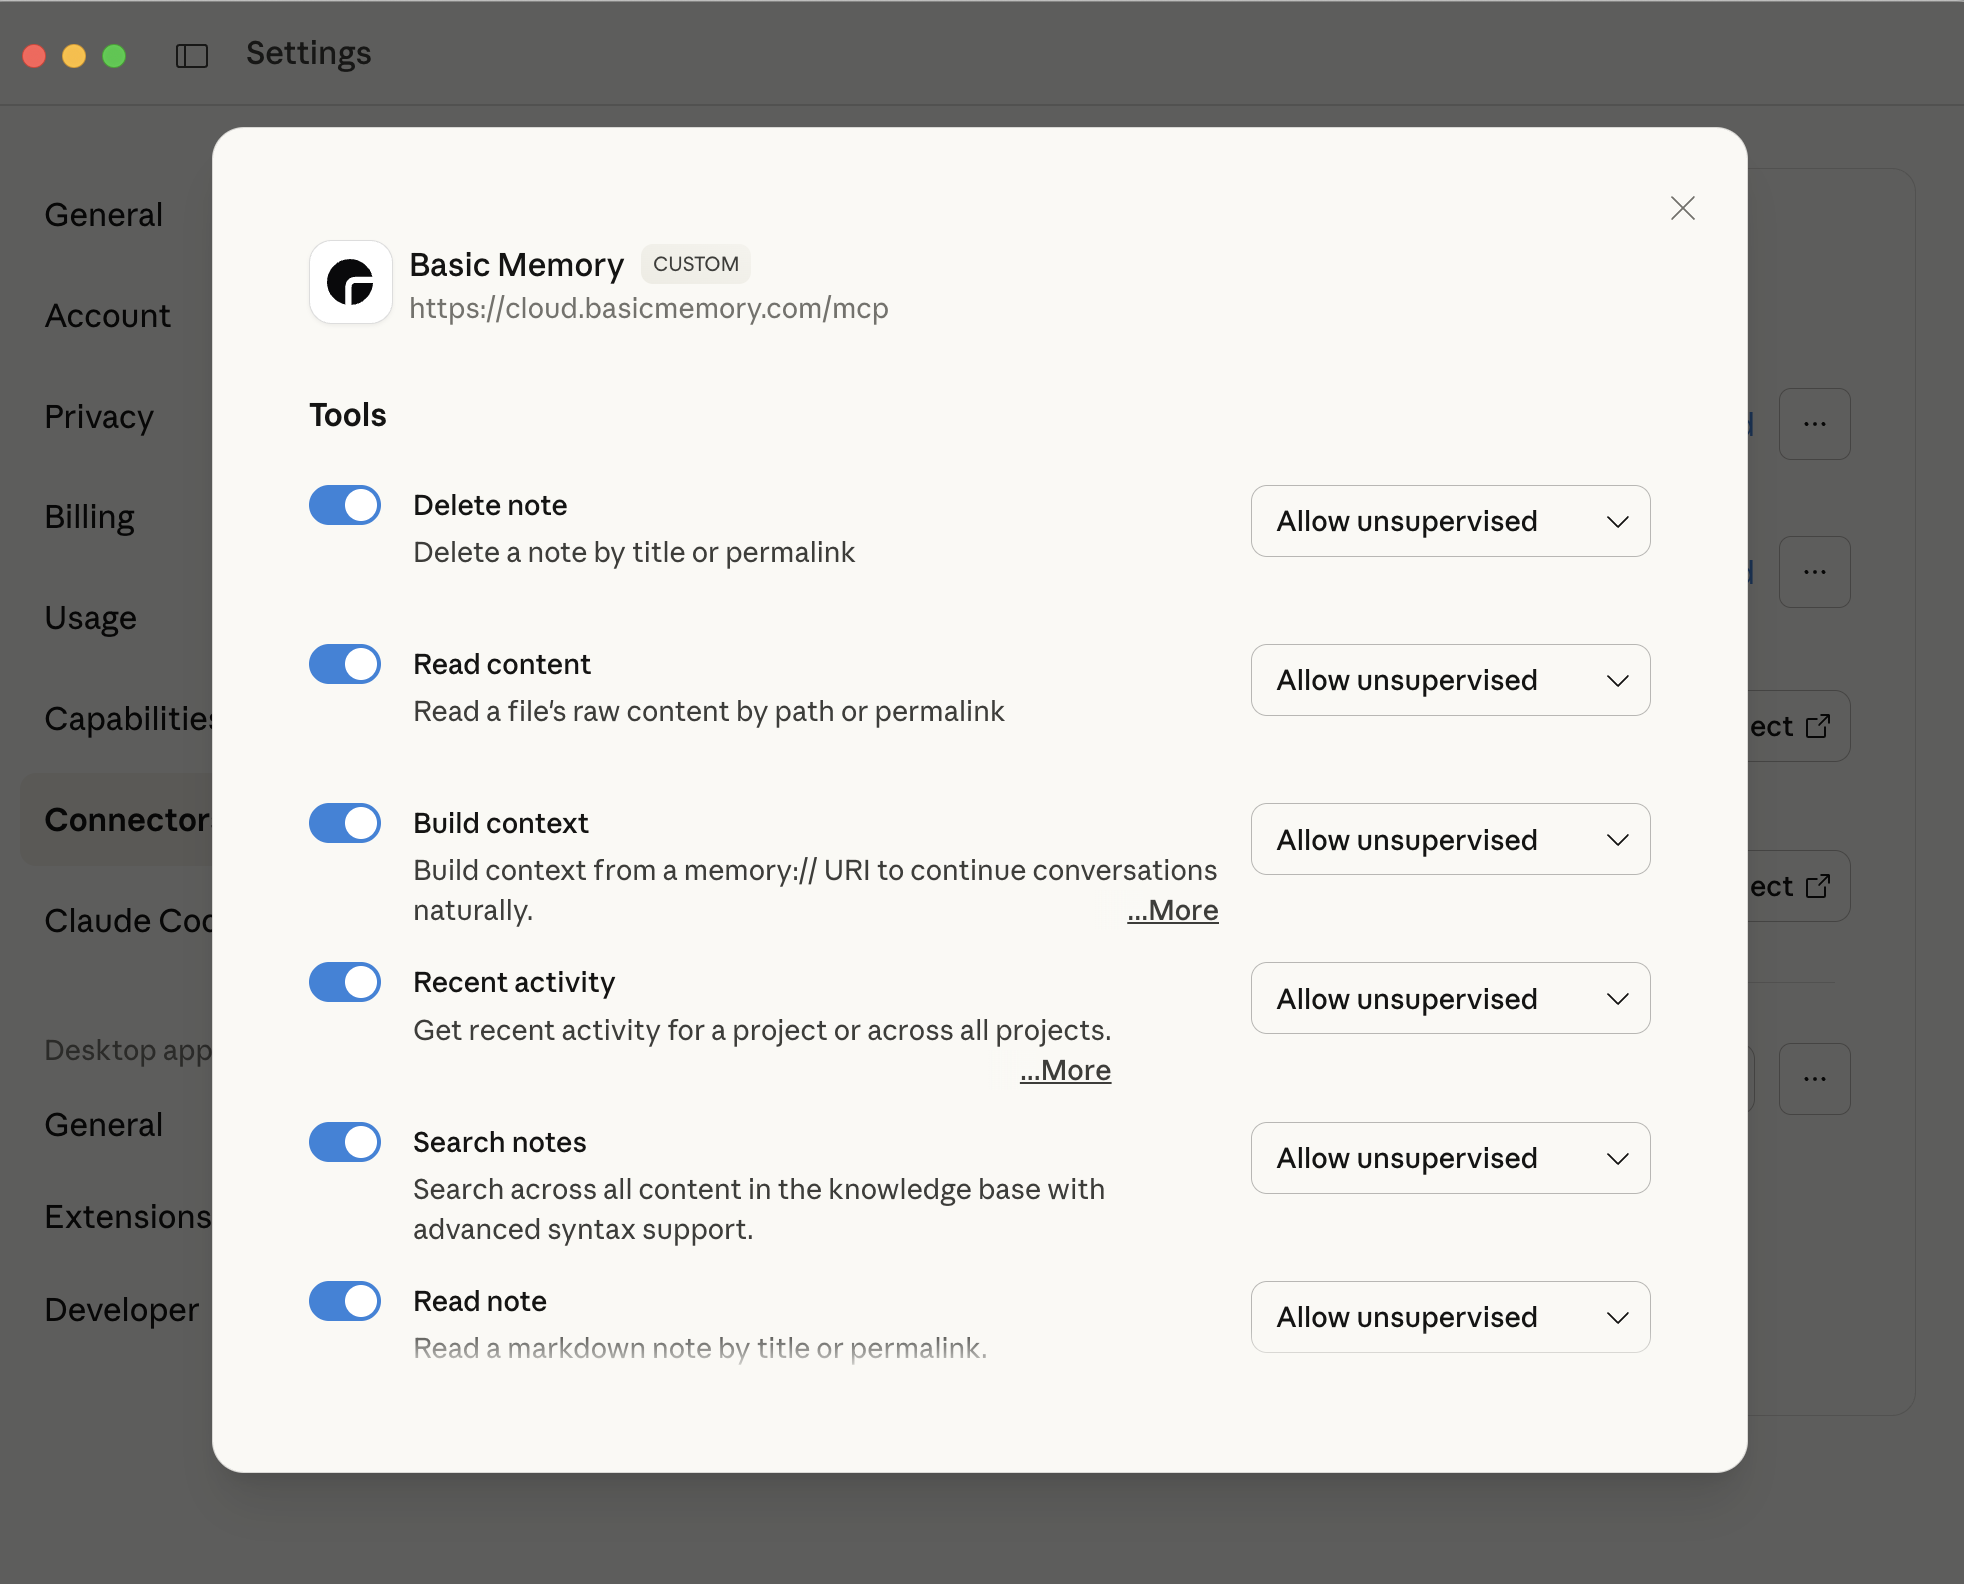 Settings
General
Account
Privacy
Billing
Usage
Capabilities
Connector
Claude Coc
Desktop app
General
Extensions
Developer
Basic Memory CUSTOM
https://cloud.basicmemory.com/mcp
Tools
Delete note
Delete a note by title or permalink
Allow unsupervised
Read content
Read a file's raw content by path or permalink
Allow unsupervised
Build context
Build context from a memory:// URI to continue conversations
naturally. ...More
Allow unsupervised
Recent activity
Get recent activity for a project or across all projects.
...More
Allow unsupervised
Search notes
Search across all content in the knowledge base with
advanced syntax support.
Allow unsupervised
Read note
Read a markdown note by title or permalink.
Allow unsupervised
d
d
ect
ect